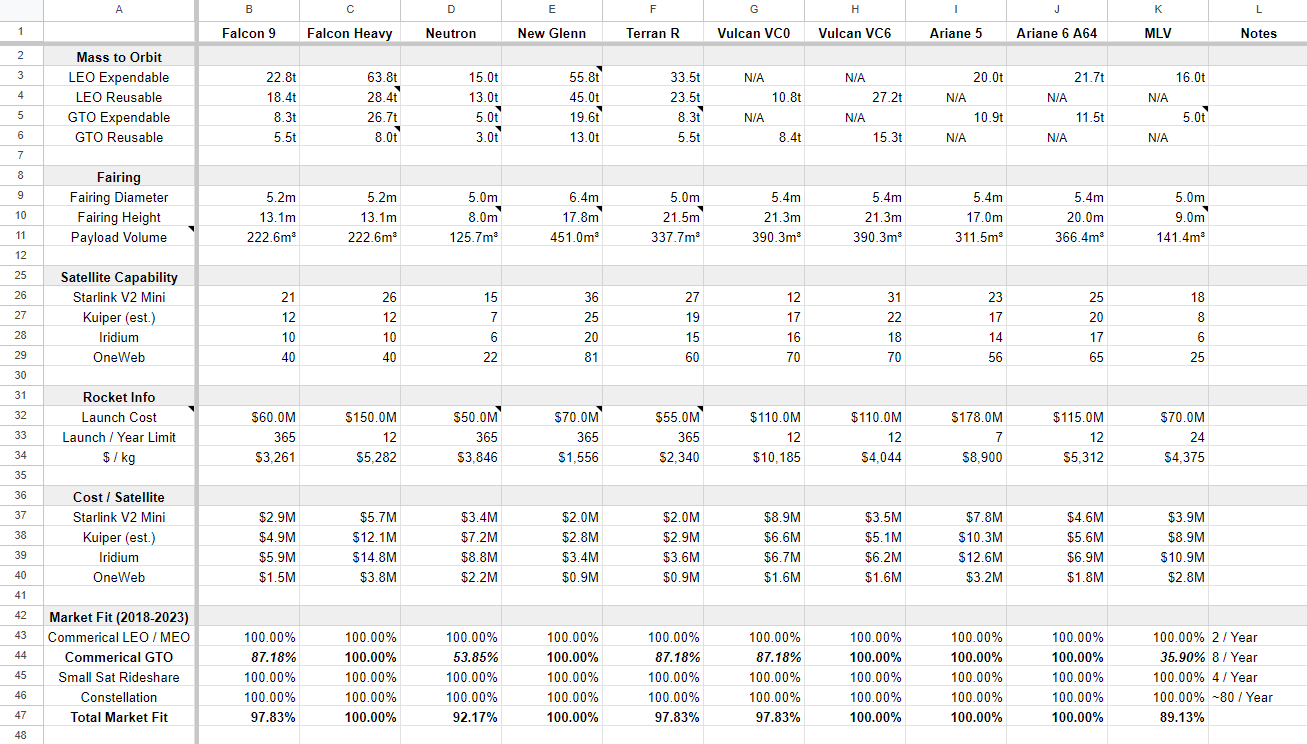 A B C D E F G H I J K L
1 Falcon 9 Falcon Heavy Neutron New Glenn Terran R Vulcan VC0 Vulcan VC6 Ariane 5 Ariane 6 A64 MLV Notes
2 Mass to Orbit
3 LEO Expendable 22.8t 63.8t 15.0t 55.8t 33.5t N/A N/A 20.0t 21.7t 16.0t
4 LEO Reusable 18.4t 28.4t 13.0t 45.0t 23.5t 10.8t 27.2t N/A N/A N/A
5 GTO Expendable 8.3t 26.7t 5.0t 19.6t 8.3t N/A N/A 10.9t 11.5t 5.0t
6 GTO Reusable 5.5t 8.0t 3.0t 13.0t 5.5t 8.4t 15.3t N/A N/A N/A
7
8 Fairing
9 Fairing Diameter 5.2m 5.2m 5.0m 6.4m 5.0m 5.4m 5.4m 5.4m 5.4m 5.0m
10 Fairing Height 13.1m 13.1m 8.0m 17.8m 21.5m 21.3m 21.3m 17.0m 20.0m 9.0m
11 Payload Volume 222.6m³ 222.6m³ 125.7m³ 451.0m³ 337.7m³ 390.3m³ 390.3m³ 311.5m³ 366.4m³ 141.4m³
12
25 Satellite Capability
26 Starlink V2 Mini 21 26 15 36 27 12 31 23 25 18
27 Kuiper (est.) 12 12 7 25 19 17 22 17 20 8
28 Iridium 10 10 6 20 15 16 18 14 17 6
29 OneWeb 40 40 22 81 60 70 70 56 65 25
30
31 Rocket Info
32 Launch Cost $60.0M $150.0M $50.0M $70.0M $55.0M $110.0M $110.0M $178.0M $115.0M $70.0M
33 Launch / Year Limit 365 12 365 365 365 12 12 7 12 24
34 $ / kg $3,261 $5,282 $3,846 $1,556 $2,340 $10,185 $4,044 $8,900 $5,312 $4,375
35
36 Cost / Satellite
37 Starlink V2 Mini $2.9M $5.7M $3.4M $2.0M $2.0M $8.9M $3.5M $7.8M $4.6M $3.9M
38 Kuiper (est.) $4.9M $12.1M $7.2M $2.8M $2.9M $6.6M $5.1M $10.3M $5.6M $8.9M
39 Iridium $5.9M $14.8M $8.8M $3.4M $3.6M $6.7M $6.2M $12.6M $6.9M $10.9M
40 OneWeb $1.5M $3.8M $2.2M $0.9M $0.9M $1.6M $1.6M $3.2M $1.8M $2.8M
41
42 Market Fit (2018-2023)
43 Commerical LEO / MEO 100.00% 100.00% 100.00% 100.00% 100.00% 100.00% 100.00% 100.00% 100.00% 100.00% 2 / Year
44 Commerical GTO 87.18% 100.00% 53.85% 100.00% 87.18% 87.18% 100.00% 100.00% 100.00% 35.90% 8 / Year
45 Small Sat Rideshare 100.00% 100.00% 100.00% 100.00% 100.00% 100.00% 100.00% 100.00% 100.00% 100.00% 4 / Year
46 Constellation 100.00% 100.00% 100.00% 100.00% 100.00% 100.00% 100.00% 100.00% 100.00% 100.00% ~80 / Year
47 Total Market Fit 97.83% 100.00% 92.17% 100.00% 97.83% 97.83% 100.00% 100.00% 100.00% 89.13%
48